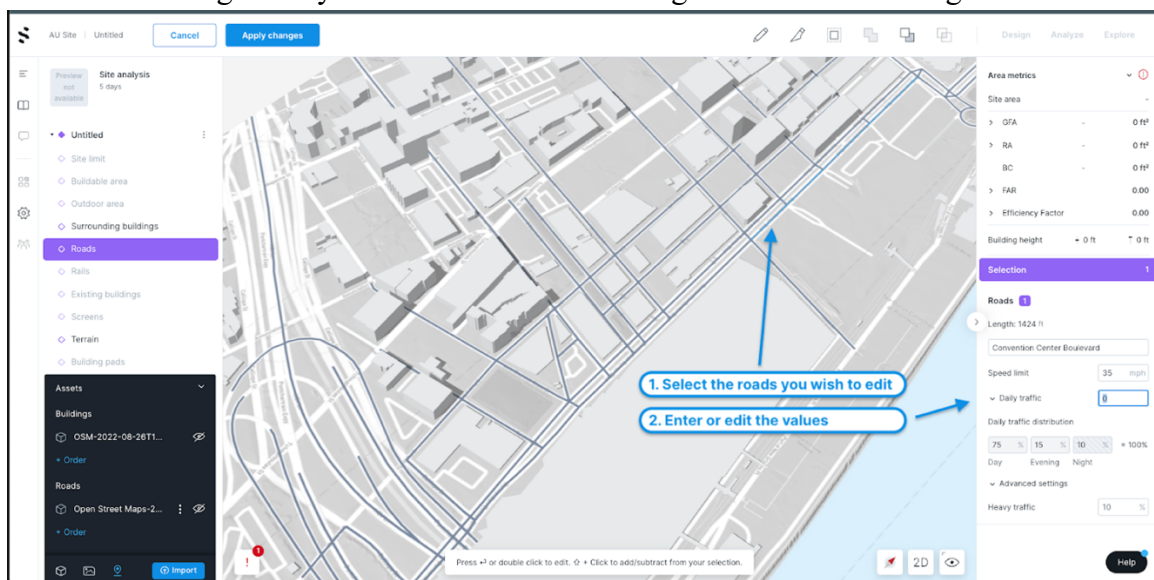 AU Site | Untitled
Cancel
Apply changes
Design Analyze Explore
Preview not available
Site analysis
5 days
Untitled
Site limit
Buildable area
Outdoor area
Surrounding buildings
Roads
Rails
Existing buildings
Screens
Terrain
Building pads
Assets
Buildings
OSM-2022-08-26T1...
+ Order
Roads
Open Street Maps-2...
+ Order
Import
1. Select the roads you wish to edit
2. Enter or edit the values
1
!
Press ⏎ or double click to edit. ⇧ + Click to add/subtract from your selection.
2D
Area metrics
Site area -
GFA - 0 ft²
RA - 0 ft²
BC - 0 ft²
FAR 0.00
Efficiency Factor 0.00
Building height 0 ft 0 ft
Selection 1
Roads 1
Length: 1424 ft
Convention Center Boulevard
Speed limit 35 mph
Daily traffic 0
Daily traffic distribution
75 % 15 % 10 % = 100%
Day Evening Night
Advanced settings
Heavy traffic 10 %
Help